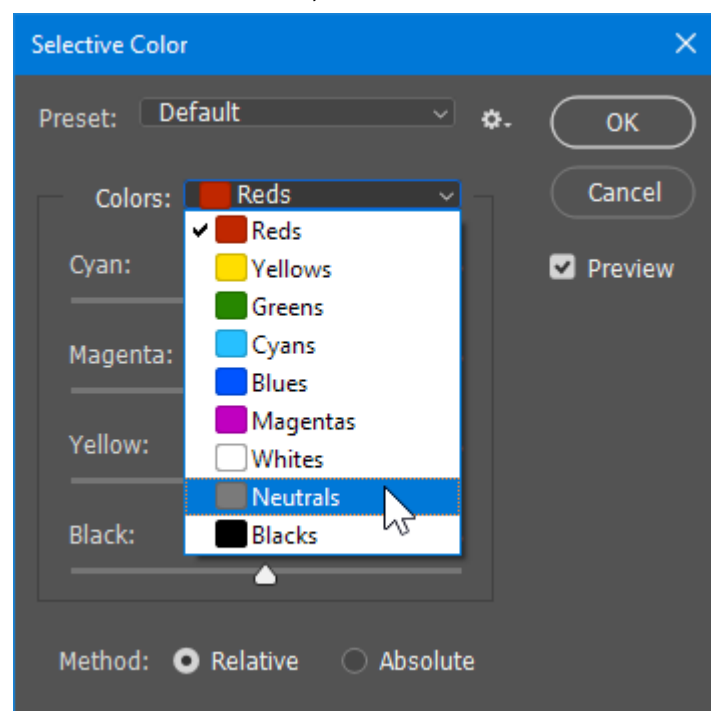 Selective Color
Preset: Default
OK
Colors: Reds
Cancel
Reds
Cyan:
Yellows
Preview
Greens
Magenta:
Cyans
Blues
Magentas
Yellow:
Whites
Neutrals
Black:
Blacks
Method: Relative Absolute